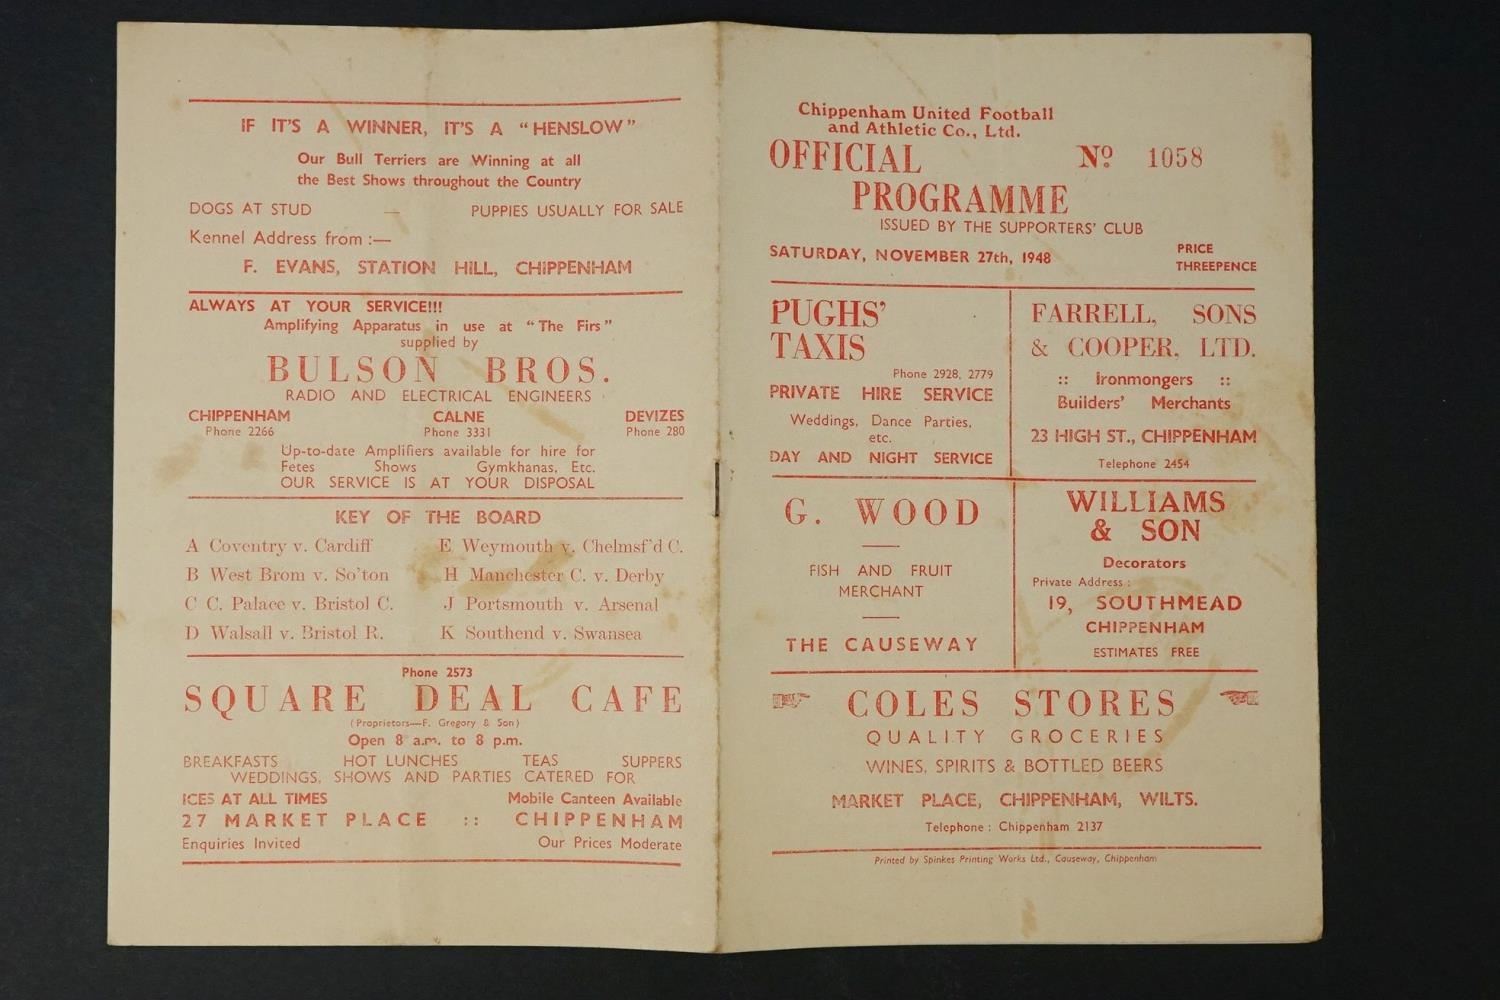 IF IT'S A WINNER, IT'S A "HENSLOW"
Our Bull Terriers are Winning at all
the Best Shows throughout the Country
DOGS AT STUD — PUPPIES USUALLY FOR SALE
Kennel Address from :—
F. EVANS, STATION HILL, CHIPPENHAM
ALWAYS AT YOUR SERVICE!!!
Amplifying Apparatus in use at "The Firs"
supplied by
BULSON BROS.
RADIO AND ELECTRICAL ENGINEERS
CHIPPENHAM CALNE DEVIZES
Phone 2266 Phone 3331 Phone 280
Up-to-date Amplifiers available for hire for
Fetes Shows Gymkhanas, Etc.
OUR SERVICE IS AT YOUR DISPOSAL
KEY OF THE BOARD
A Coventry v. Cardiff E Weymouth v. Chelmsf'd C.
B West Brom v. So'ton H Manchester C. v. Derby
C C. Palace v. Bristol C. J Portsmouth v. Arsenal
D Walsall v. Bristol R. K Southend v. Swansea
Phone 2573
SQUARE DEAL CAFE
(Proprietors—F. Gregory & Son)
Open 8 a.m. to 8 p.m.
BREAKFASTS HOT LUNCHES TEAS SUPPERS
WEDDINGS, SHOWS AND PARTIES CATERED FOR
ICES AT ALL TIMES Mobile Canteen Available
27 MARKET PLACE :: CHIPPENHAM
Enquiries Invited Our Prices Moderate
Chippenham United Football
and Athletic Co., Ltd.
OFFICIAL No 1058
PROGRAMME
ISSUED BY THE SUPPORTERS' CLUB
SATURDAY, NOVEMBER 27th, 1948
PRICE
THREEPENCE
PUGHS'
TAXIS
Phone 2928, 2779
PRIVATE HIRE SERVICE
Weddings, Dance Parties,
etc.
DAY AND NIGHT SERVICE
FARRELL, SONS
& COOPER, LTD.
:: Ironmongers ::
Builders' Merchants
23 HIGH ST., CHIPPENHAM
Telephone 2454
G. WOOD
FISH AND FRUIT
MERCHANT
THE CAUSEWAY
WILLIAMS
& SON
Decorators
Private Address :
19, SOUTHMEAD
CHIPPENHAM
ESTIMATES FREE
COLES STORES
QUALITY GROCERIES
WINES, SPIRITS & BOTTLED BEERS
MARKET PLACE, CHIPPENHAM, WILTS.
Telephone : Chippenham 2137
Printed by Spinkes Printing Works Ltd., Causeway, Chippenham